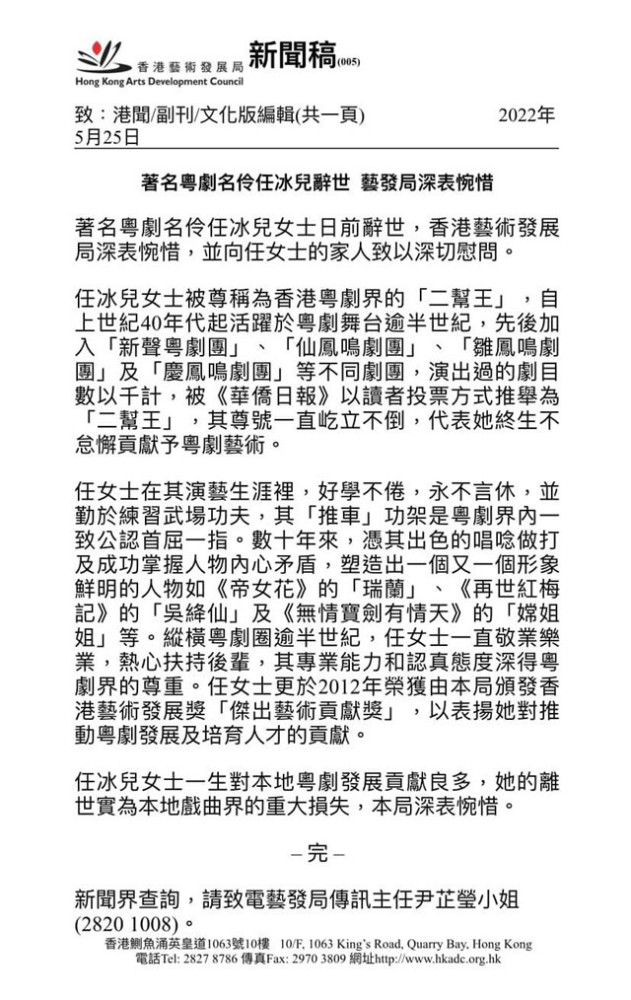 香港藝術發展局 新聞稿(005)
Hong Kong Arts Development Council
致：港聞/副刊/文化版編輯(共一頁) 2022年
5月25日
著名粵劇名伶任冰兒辭世 藝發局深表惋惜
著名粵劇名伶任冰兒女士日前辭世，香港藝術發展
局深表惋惜，並向任女士的家人致以深切慰問。
任冰兒女士被尊稱為香港粵劇界的「二幫王」，自
上世紀40年代起活躍於粵劇舞台逾半世紀，先後加
入「新聲粵劇團」、「仙鳳鳴劇團」、「雛鳳鳴劇
團」及「慶鳳鳴劇團」等不同劇團，演出過的劇目
數以千計，被《華僑日報》以讀者投票方式推舉為
「二幫王」，其尊號一直屹立不倒，代表她終生不
怠懈貢獻予粵劇藝術。
任女士在其演藝生涯裡，好學不倦，永不言休，並
勤於練習武場功夫，其「推車」功架是粵劇界內一
致公認首屈一指。數十年來，憑其出色的唱唸做打
及成功掌握人物內心矛盾，塑造出一個又一個形象
鮮明的人物如《帝女花》的「瑞蘭」、《再世紅梅
記》的「吳絳仙」及《無情寶劍有情天》的「嫦姐
姐」等。縱橫粵劇圈逾半世紀，任女士一直敬業樂
業，熱心扶持後輩，其專業能力和認真態度深得粵
劇界的尊重。任女士更於2012年榮獲由本局頒發香
港藝術發展獎「傑出藝術貢獻獎」，以表揚她對推
動粵劇發展及培育人才的貢獻。
任冰兒女士一生對本地粵劇發展貢獻良多，她的離
世實為本地戲曲界的重大損失，本局深表惋惜。
– 完 –
新聞界查詢，請致電藝發局傳訊主任尹芷瑩小姐
(2820 1008)。
香港鰂魚涌英皇道1063號10樓 10/F, 1063 King's Road, Quarry Bay, Hong Kong
電話Tel: 2827 8786 傳真Fax: 2970 3809 網址http://www.hkadc.org.hk